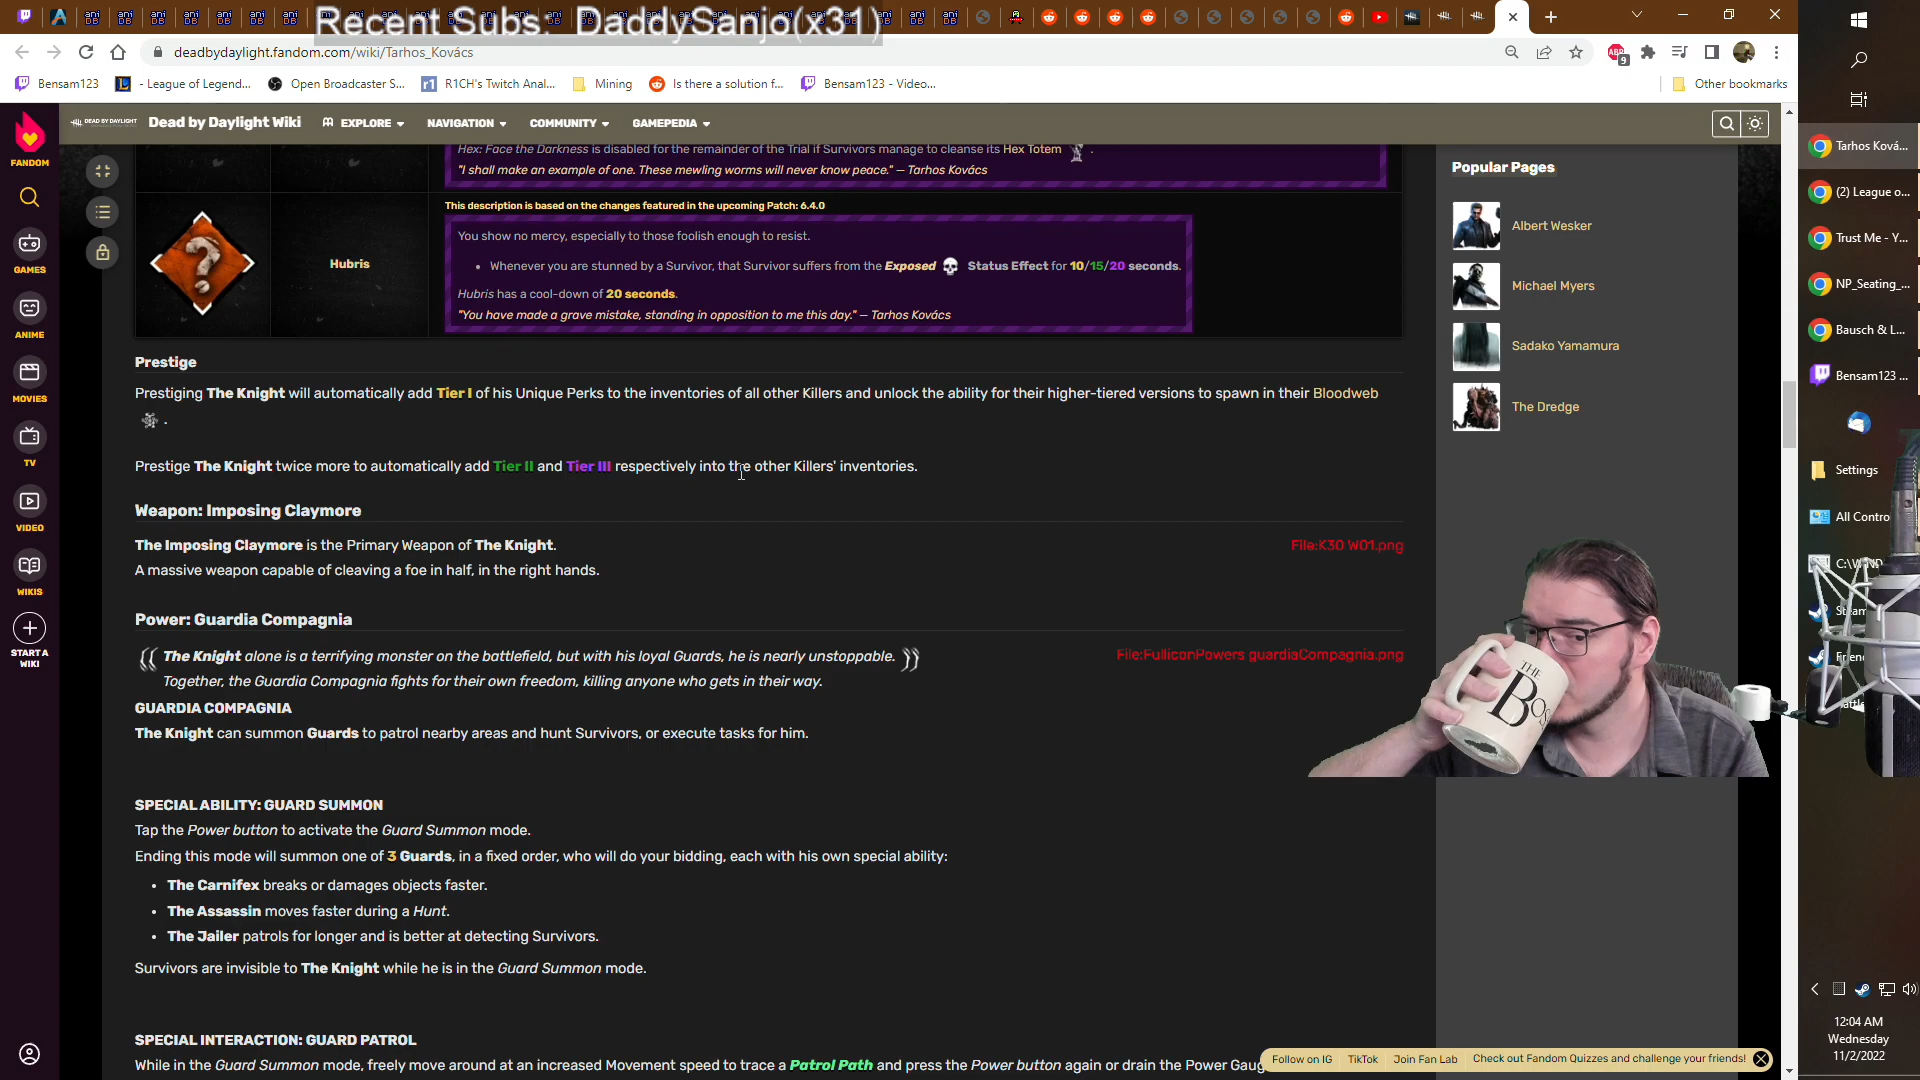 Recent Subs: DaddySanjo(x31)
deadbydaylight.fandom.com/wiki/Tarhos_Kovács
ABP
9
Bensam123
- League of Legend...
Open Broadcaster S...
r1
R1CH's Twitch Anal...
Mining
Is there a solution f...
Bensam123 - Video...
Other bookmarks
FANDOM
GAMES
ANIME
MOVIES
TV
VIDEO
WIKIS
START A
WIKI
DEAD BY DAYLIGHT
Dead by Daylight Wiki
EXPLORE
NAVIGATION
COMMUNITY
GAMEPEDIA
Hex: Face the Darkness is disabled for the remainder of the Trial if Survivors manage to cleanse its Hex Totem .
"I shall make an example of one. These mewling worms will never know peace." — Tarhos Kovács
Hubris
This description is based on the changes featured in the upcoming Patch: 6.4.0
You show no mercy, especially to those foolish enough to resist.
• Whenever you are stunned by a Survivor, that Survivor suffers from the Exposed Status Effect for 10/15/20 seconds.
Hubris has a cool-down of 20 seconds.
"You have made a grave mistake, standing in opposition to me this day." — Tarhos Kovács
Prestige
Prestiging The Knight will automatically add Tier I of his Unique Perks to the inventories of all other Killers and unlock the ability for their higher-tiered versions to spawn in their Bloodweb
.
Prestige The Knight twice more to automatically add Tier II and Tier III respectively into the other Killers' inventories.
Weapon: Imposing Claymore
The Imposing Claymore is the Primary Weapon of The Knight.
File:K30 W01.png
A massive weapon capable of cleaving a foe in half, in the right hands.
Power: Guardia Compagnia
The Knight alone is a terrifying monster on the battlefield, but with his loyal Guards, he is nearly unstoppable.
Together, the Guardia Compagnia fights for their own freedom, killing anyone who gets in their way.
File:FulliconPowers guardiaCompagnia.png
GUARDIA COMPAGNIA
The Knight can summon Guards to patrol nearby areas and hunt Survivors, or execute tasks for him.
SPECIAL ABILITY: GUARD SUMMON
Tap the Power button to activate the Guard Summon mode.
Ending this mode will summon one of 3 Guards, in a fixed order, who will do your bidding, each with his own special ability:
• The Carnifex breaks or damages objects faster.
• The Assassin moves faster during a Hunt.
• The Jailer patrols for longer and is better at detecting Survivors.
Survivors are invisible to The Knight while he is in the Guard Summon mode.
SPECIAL INTERACTION: GUARD PATROL
While in the Guard Summon mode, freely move around at an increased Movement speed to trace a Patrol Path and press the Power button again or drain the Power Gaug
Popular Pages
Albert Wesker
Michael Myers
Sadako Yamamura
The Dredge
THE
BOS
Follow on IG
TikTok
Join Fan Lab
Check out Fandom Quizzes and challenge your friends!
Tarhos Ková...
(2) League o...
Trust Me - Y...
NP_Seating_...
Bausch & L...
Bensam123 ...
Settings
All Contro
Steam
Frien
12:04 AM
Wednesday
11/2/2022